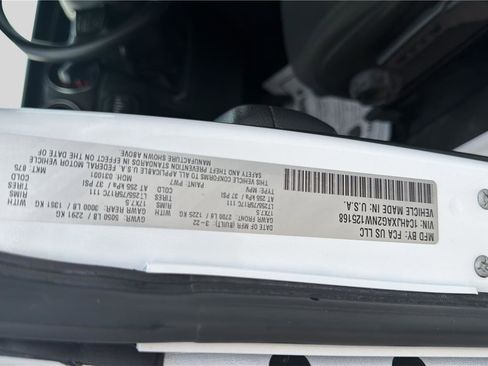 MFD BY: FCA US LLC
VIN: 1C4HJXAG2NW125168
VEHICLE MADE IN: U.S.A.
DATE OF MFR (BUILT): 3-22
GAWR FRONT: 2700 LB 1225 KG
17X7.5
LT255/75R17C 111
AT 255 kPa/ 37 PSI
GVWR: 5050 LB 2291 KG
GAWR REAR: 3000 LB 1361 KG
17X7.5
LT255/75R17C 111
AT 255 kPa/ 37 PSI
WITH
RIMS
TIRES
COLD
WITH
RIMS
TIRES
COLD
TYPE: MPV
PAINT: PW7
MDH: 031001
MKT: 875
THIS VEHICLE CONFORMS TO ALL APPLICABLE U.S.A. FEDERAL MOTOR VEHICLE
SAFETY AND THEFT PREVENTION STANDARDS IN EFFECT ON THE DATE OF
MANUFACTURE SHOWN ABOVE